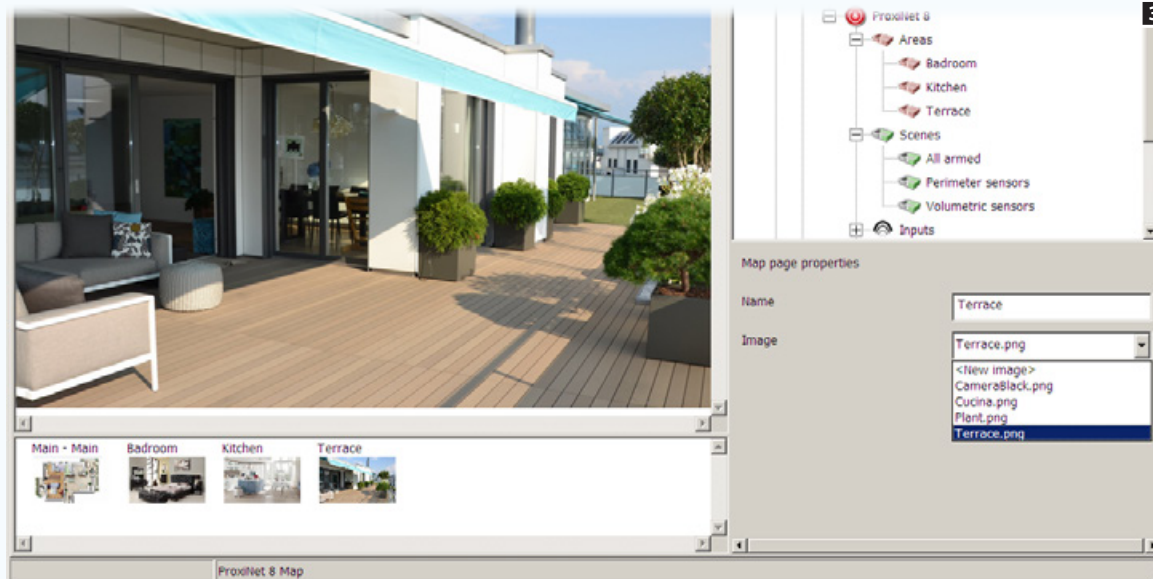 3
ProxiNet 8
Areas
Badroom
Kitchen
Terrace
Scenes
All armed
Perimeter sensors
Volumetric sensors
Inputs
Map page properties
Name
Terrace
Image
Terrace.png
<New image>
CameraBlack.png
Cucina.png
Plant.png
Terrace.png
Main - Main Badroom Kitchen Terrace
ProxiNet 8 Map